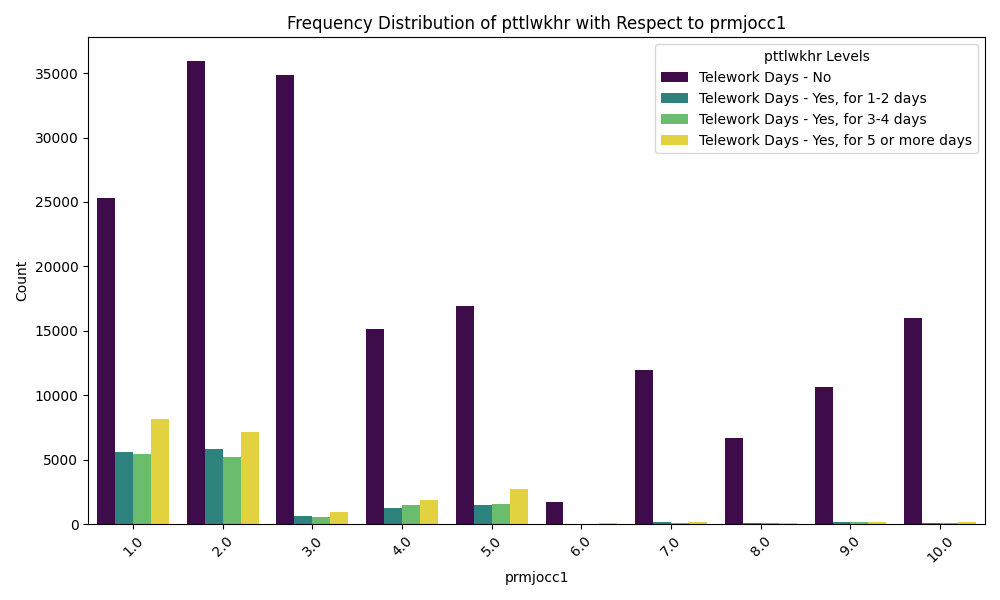 Frequency Distribution of pttlwkhr with Respect to prmjocc1
pttlwkhr Levels
Telework Days - No
Telework Days - Yes, for 1-2 days
Telework Days - Yes, for 3-4 days
Telework Days - Yes, for 5 or more days
Count
35000
30000
25000
20000
15000
10000
5000
0
1.0 2.0 3.0 4.0 5.0 6.0 7.0 8.0 9.0 10.0
prmjocc1